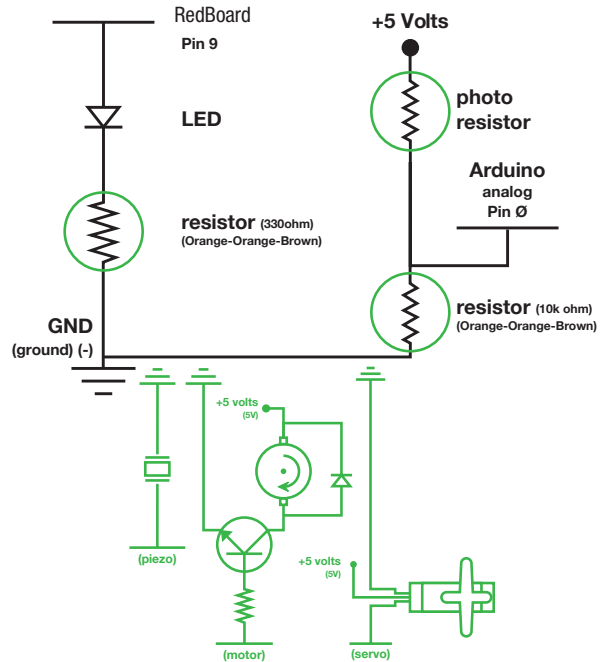 RedBoard
Pin 9
LED
resistor (330ohm)
(Orange-Orange-Brown)
GND
(ground) (-)
+5 Volts
photo
resistor
Arduino
analog
Pin Ø
resistor (10k ohm)
(Orange-Orange-Brown)
+5 volts
(5V)
(piezo)
(motor)
+5 volts
(5V)
(servo)